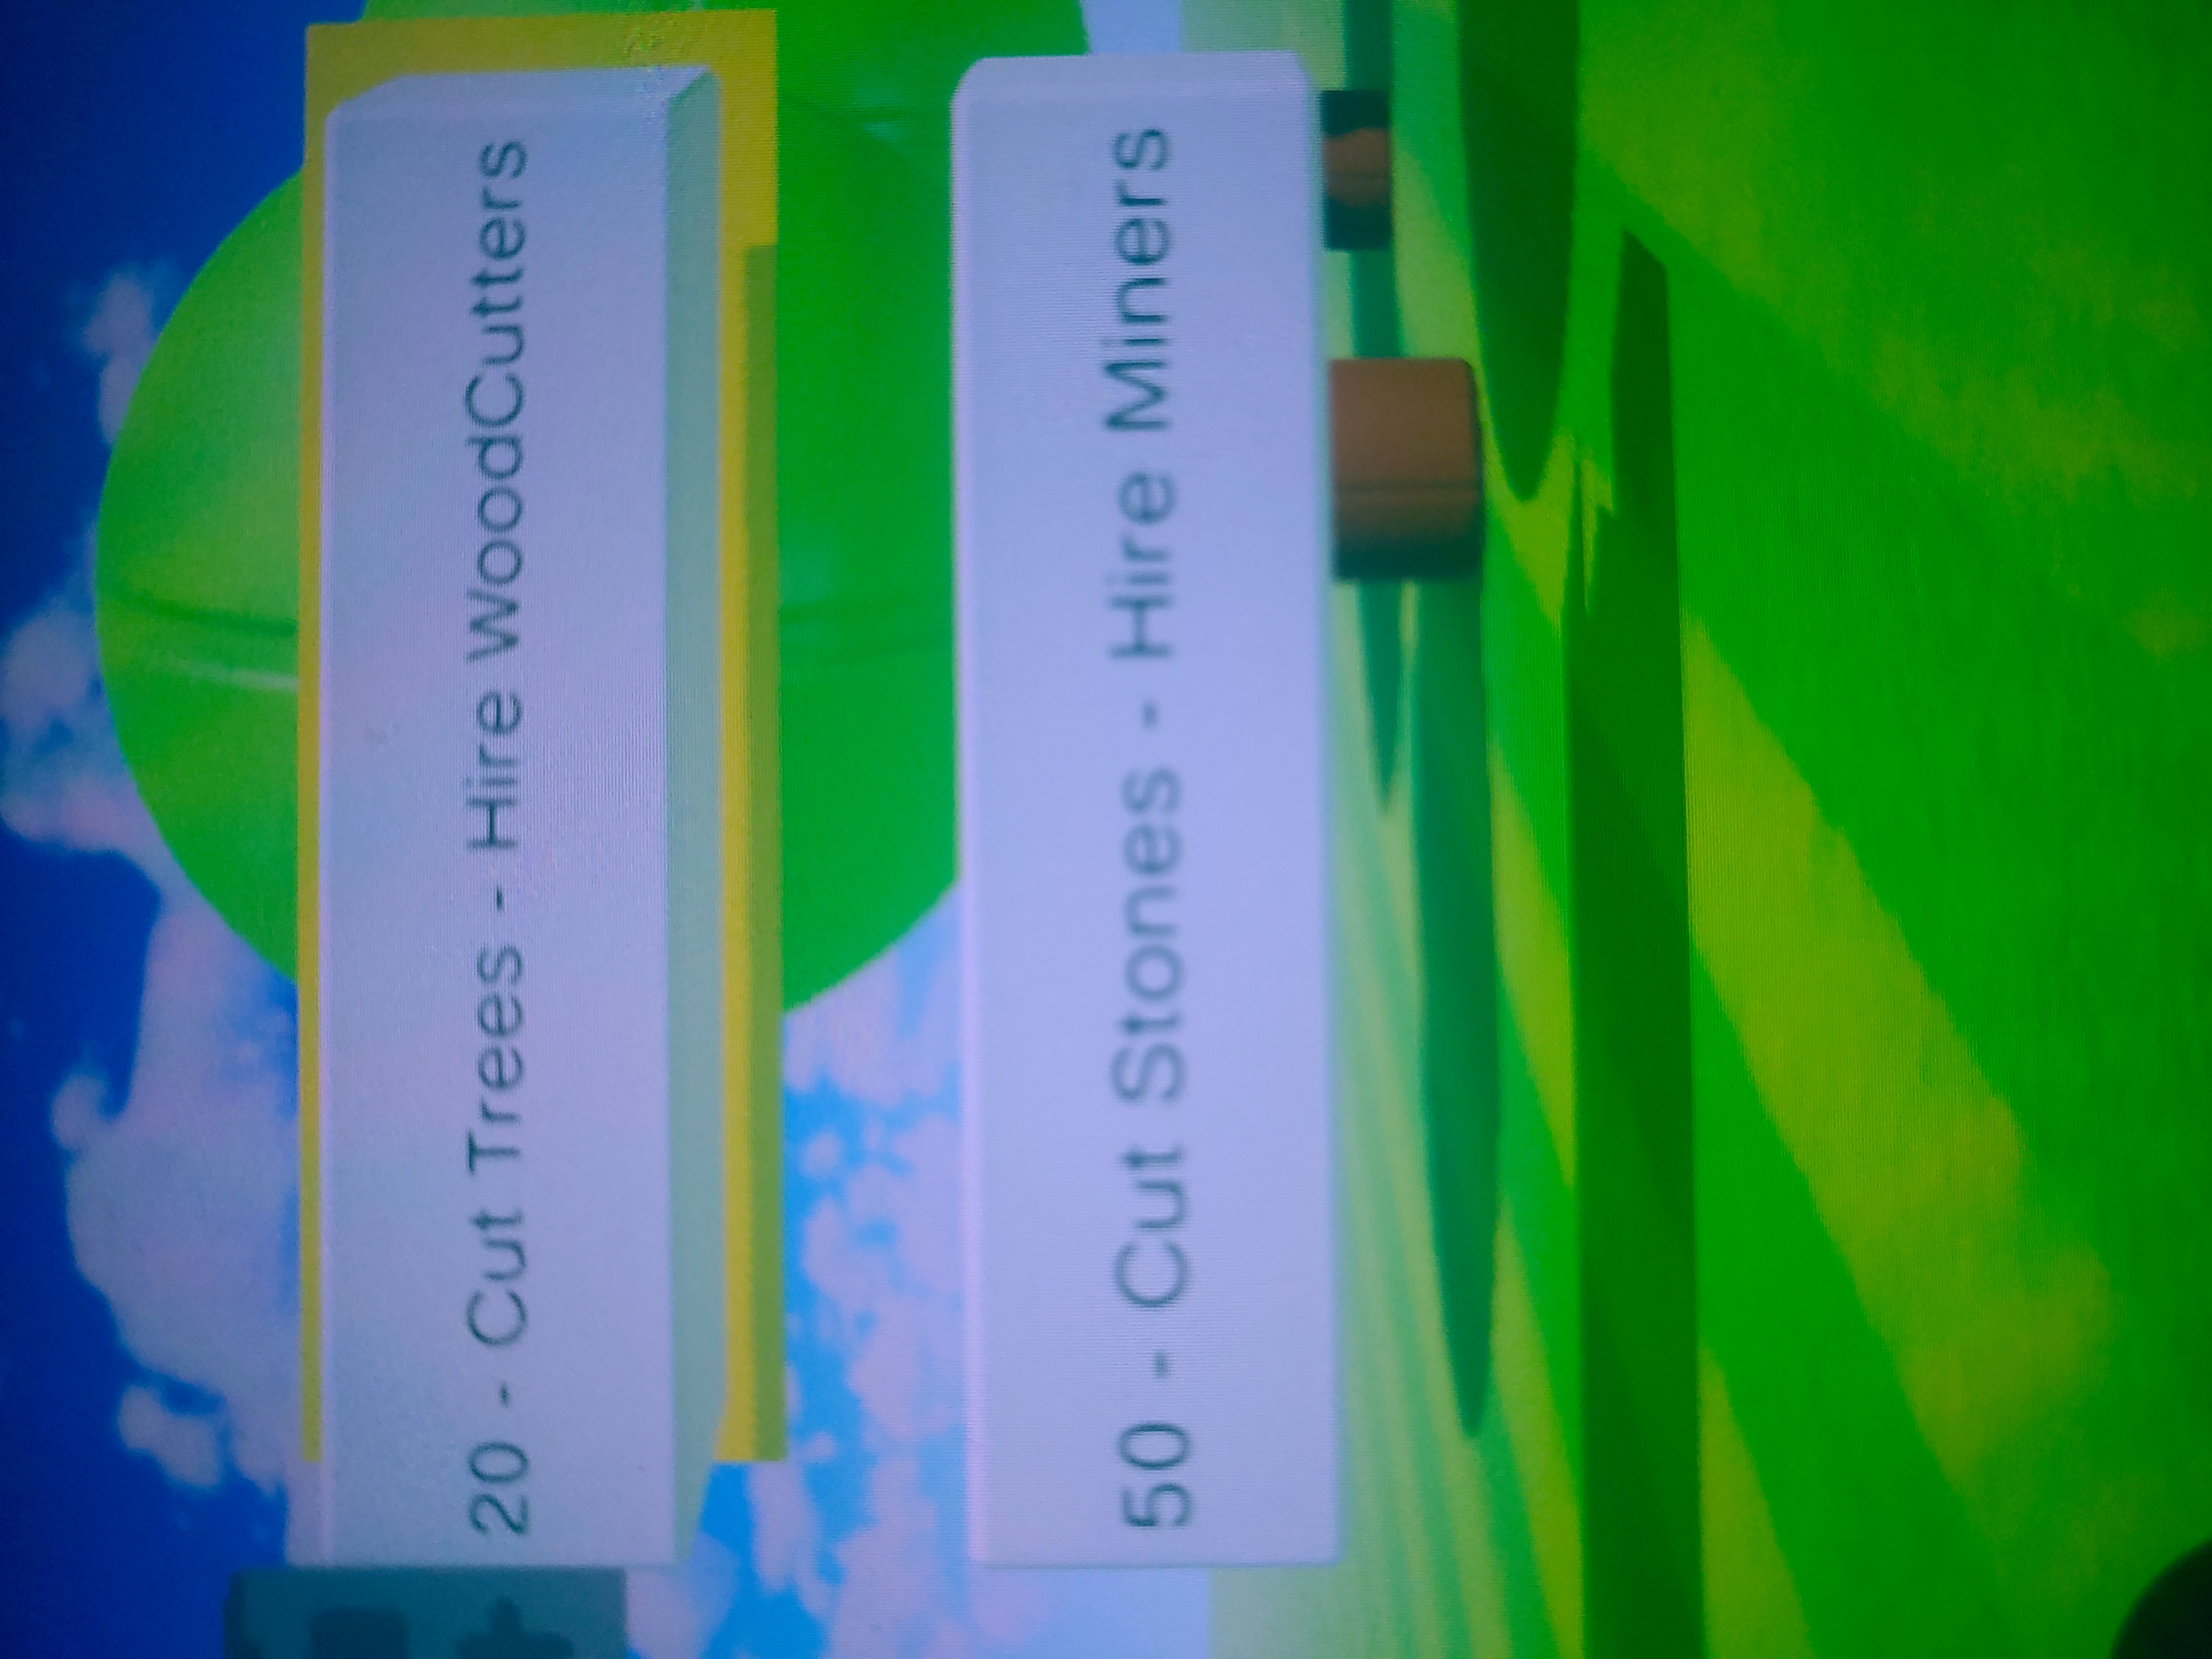 20 - Cut Trees - Hire WoodCutters
50 - Cut Stones - Hire Miners